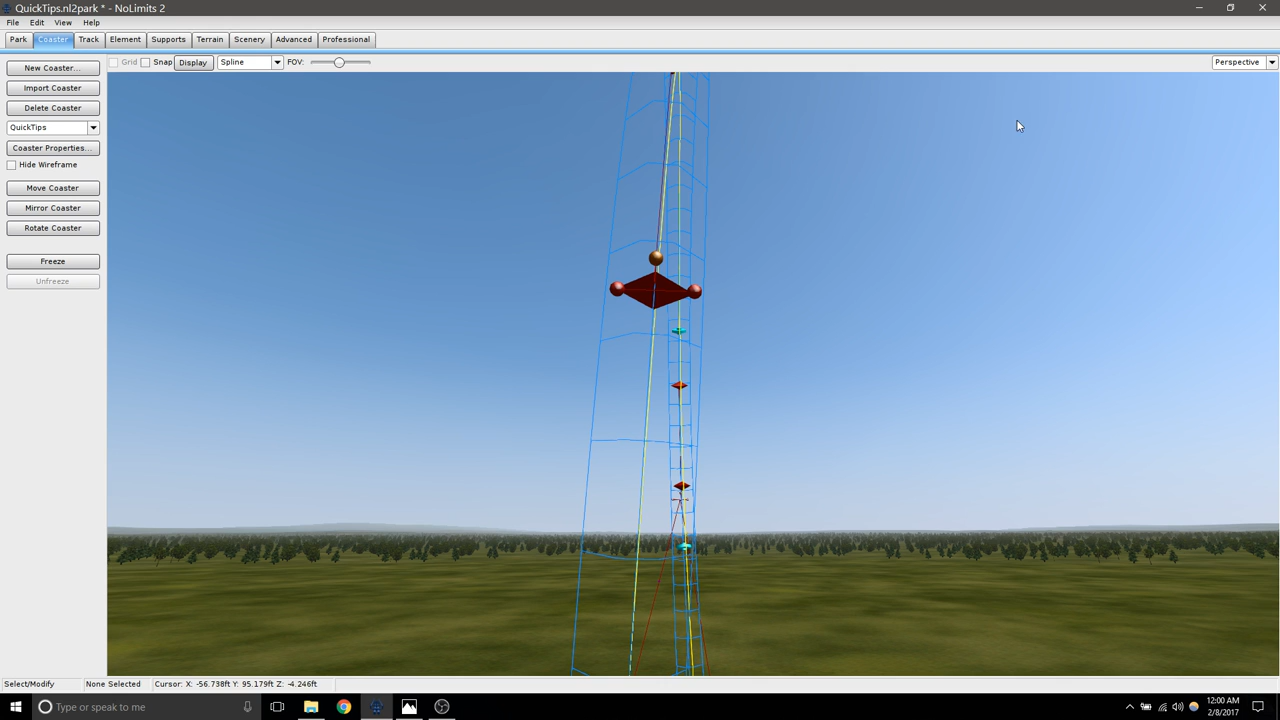 QuickTips.nl2park * - NoLimits 2
File Edit View Help
Park Coaster Track Element Supports Terrain Scenery Advanced Professional
Grid Snap Display Spline FOV: Perspective
New Coaster...
Import Coaster
Delete Coaster
QuickTips
Coaster Properties...
Hide Wireframe
Move Coaster
Mirror Coaster
Rotate Coaster
Freeze
Unfreeze
Select/Modify None Selected Cursor: X: -56.738ft Y: 95.179ft Z: -4.246ft
Type or speak to me
12:00 AM
2/8/2017